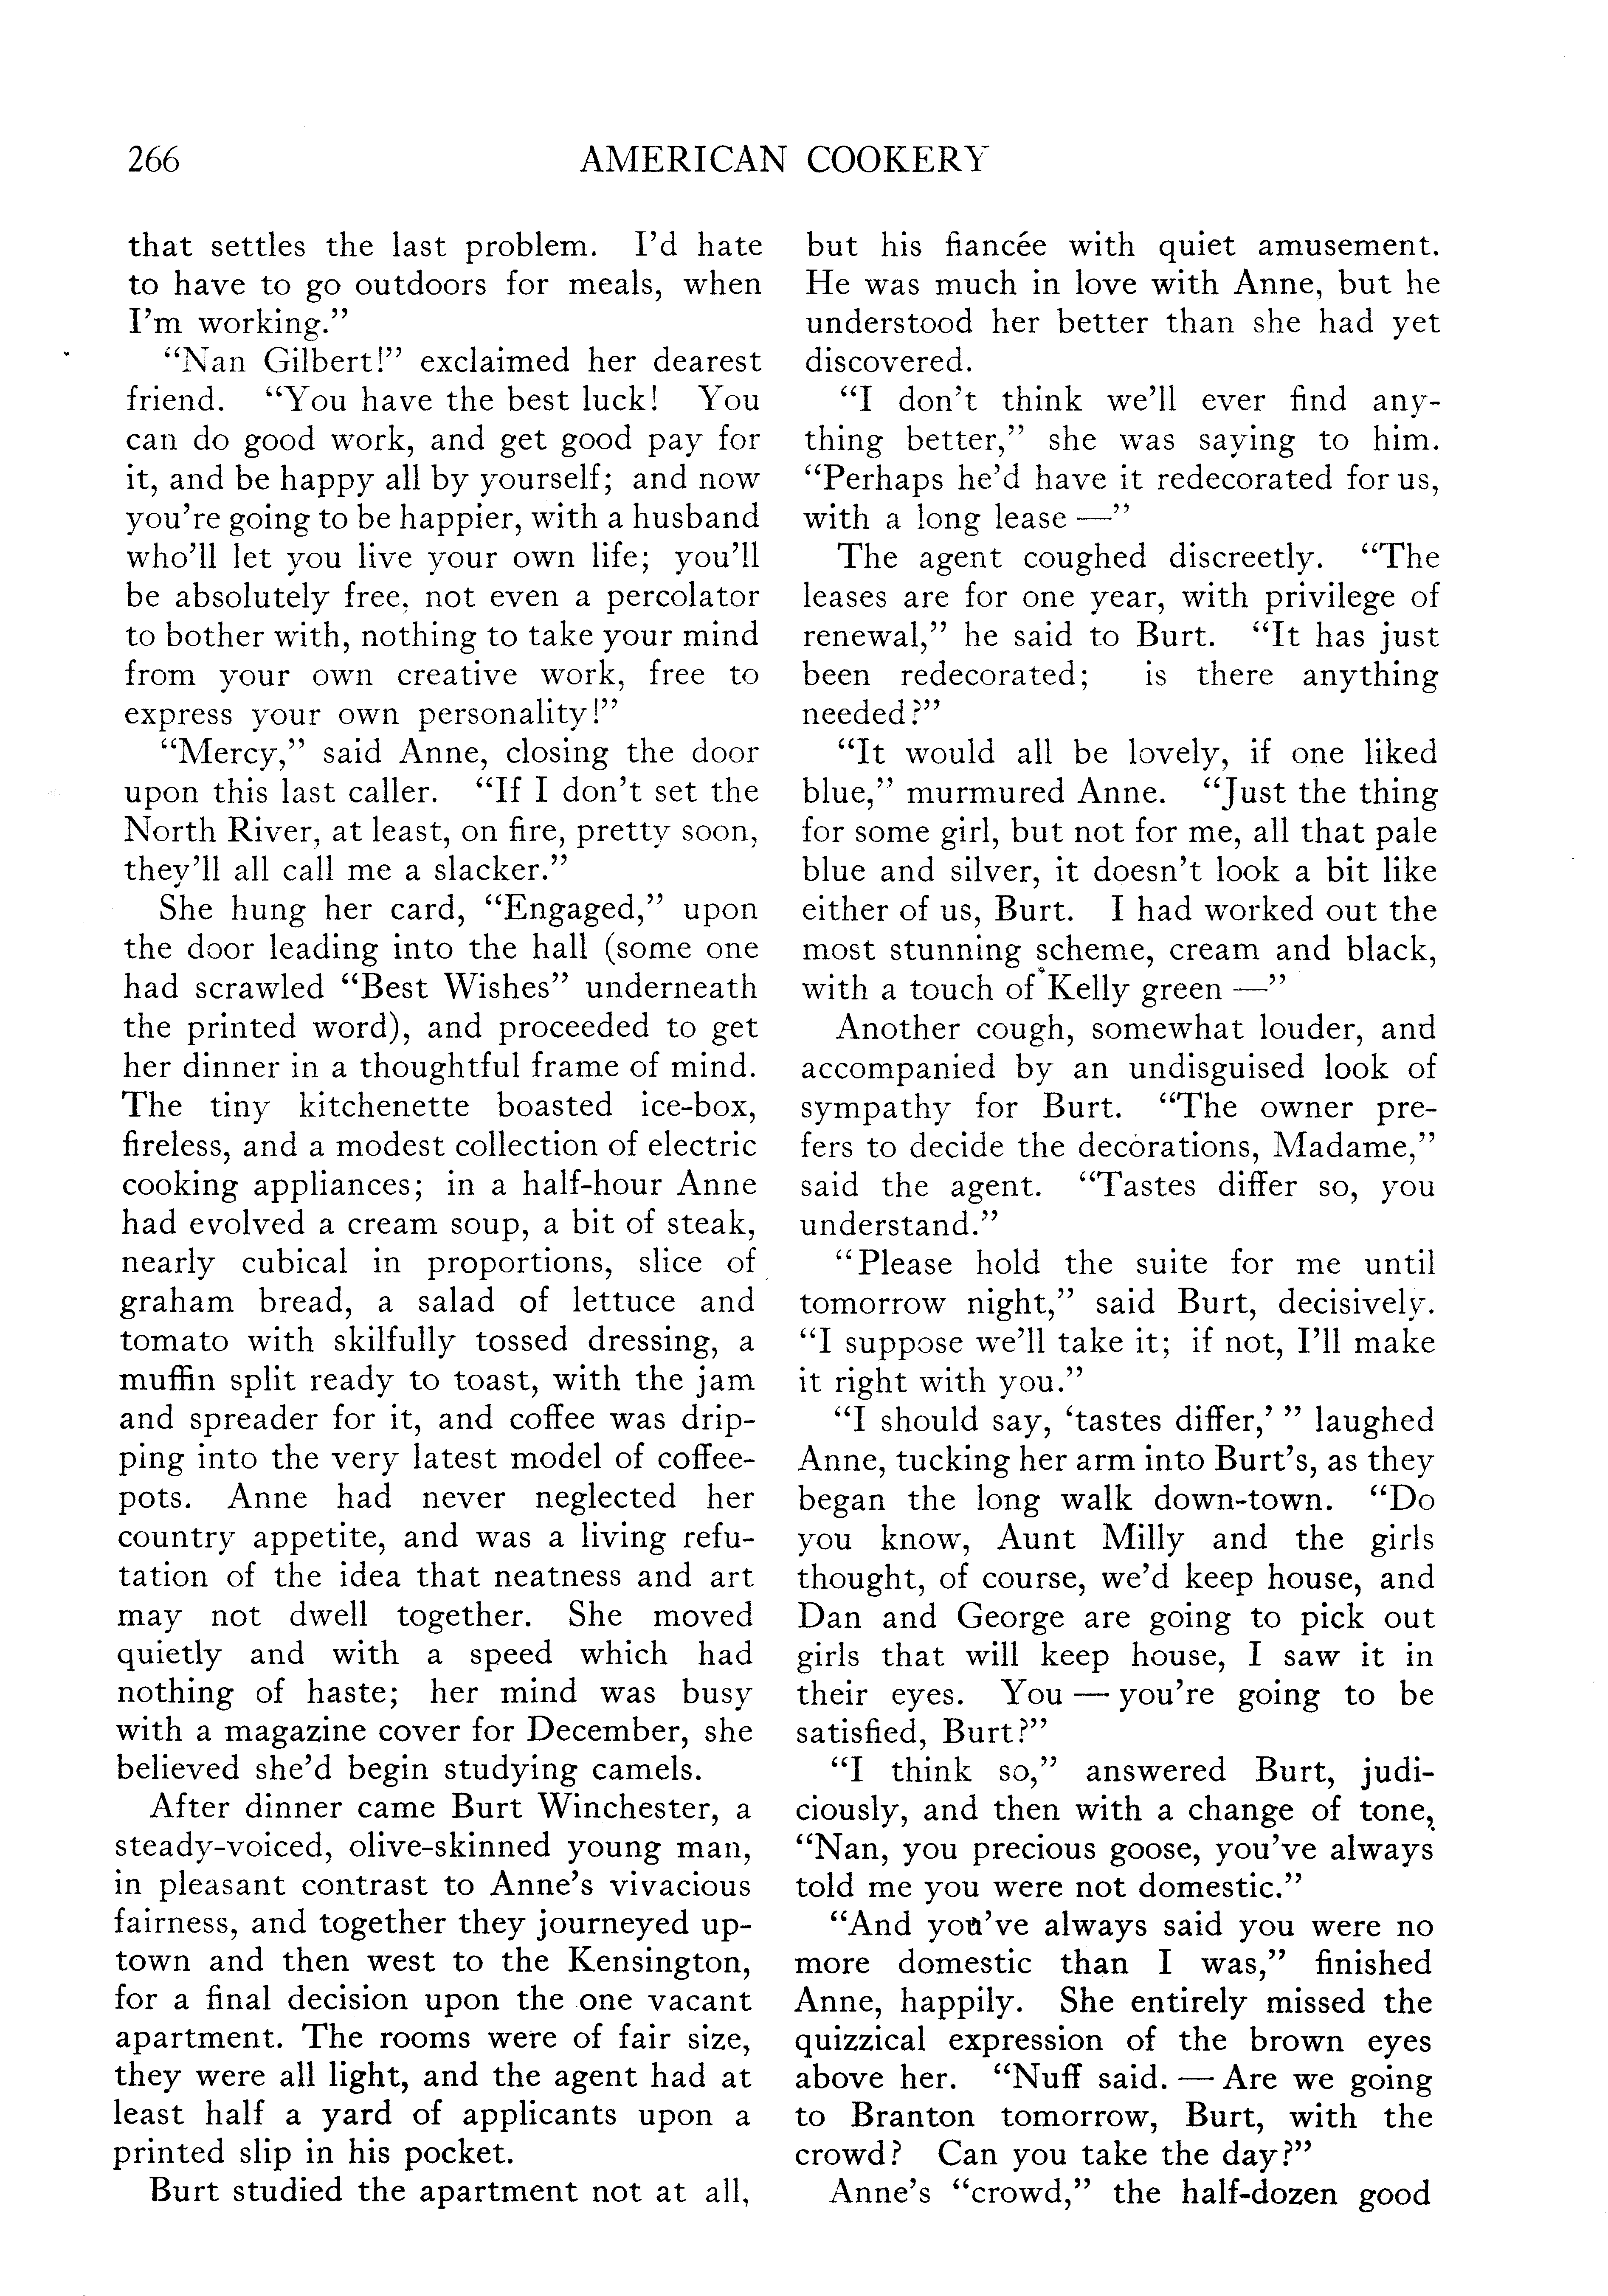 266
AMERICAN COOKERY
that settles the last problem. I'd hate
to have to go outdoors for meals, when
I'm working."
"Nan Gilbert!" exclaimed her dearest
friend. "You have the best luck! You
can do good work, and get good pay for
it, and be happy all by yourself; and now
you're going to be happier, with a husband
who'll let you live your own life; you'll
be absolutely free, not even a percolator
to bother with, nothing to take your mind
from your own creative work, free to
express your own personality!"
"Mercy," said Anne, closing the door
upon this last caller. "If I don't set the
North River, at least, on fire, pretty soon,
they'll all call me a slacker."
She hung her card, "Engaged," upon
the door leading into the hall (some one
had scrawled "Best Wishes" underneath
the printed word), and proceeded to get
her dinner in a thoughtful frame of mind.
The tiny kitchenette boasted ice-box,
fireless, and a modest collection of electric
cooking appliances; in a half-hour Anne
had evolved a cream soup, a bit of steak,
nearly cubical in proportions, slice of
graham bread, a salad of lettuce and
tomato with skilfully tossed dressing, a
muffin split ready to toast, with the jam
and spreader for it, and coffee was drip-
ping into the very latest model of coffee-
pots. Anne had never neglected her
country appetite, and was a living refu-
tation of the idea that neatness and art
may not dwell together. She moved
quietly and with a speed which had
nothing of haste; her mind was busy
with a magazine cover for December, she
believed she'd begin studying camels.
After dinner came Burt Winchester, a
steady-voiced, olive-skinned young man,
in pleasant contrast to Anne's vivacious
fairness, and together they journeyed up-
town and then west to the Kensington,
for a final decision upon the one vacant
apartment. The rooms were of fair size,
they were all light, and the agent had at
least half a yard of applicants upon a
printed slip in his pocket.
Burt studied the apartment not at all,
but his fiancée with quiet amusement.
He was much in love with Anne, but he
understood her better than she had yet
discovered.
"I don't think we'll ever find any-
thing better," she was saying to him.
"Perhaps he'd have it redecorated for us,
with a long lease —"
The agent coughed discreetly. "The
leases are for one year, with privilege of
renewal," he said to Burt. "It has just
been redecorated; is there anything
needed?"
"It would all be lovely, if one liked
blue," murmured Anne. "Just the thing
for some girl, but not for me, all that pale
blue and silver, it doesn't look a bit like
either of us, Burt. I had worked out the
most stunning scheme, cream and black,
with a touch of Kelly green —"
Another cough, somewhat louder, and
accompanied by an undisguised look of
sympathy for Burt. "The owner pre-
fers to decide the decorations, Madame,"
said the agent. "Tastes differ so, you
understand."
"Please hold the suite for me until
tomorrow night," said Burt, decisively.
"I suppose we'll take it; if not, I'll make
it right with you."
"I should say, 'tastes differ,' " laughed
Anne, tucking her arm into Burt's, as they
began the long walk down-town. "Do
you know, Aunt Milly and the girls
thought, of course, we'd keep house, and
Dan and George are going to pick out
girls that will keep house, I saw it in
their eyes. You — you're going to be
satisfied, Burt?"
"I think so," answered Burt, judi-
ciously, and then with a change of tone,
"Nan, you precious goose, you've always
told me you were not domestic."
"And you've always said you were no
more domestic than I was," finished
Anne, happily. She entirely missed the
quizzical expression of the brown eyes
above her. "Nuff said. — Are we going
to Branton tomorrow, Burt, with the
crowd? Can you take the day?"
Anne's "crowd," the half-dozen good